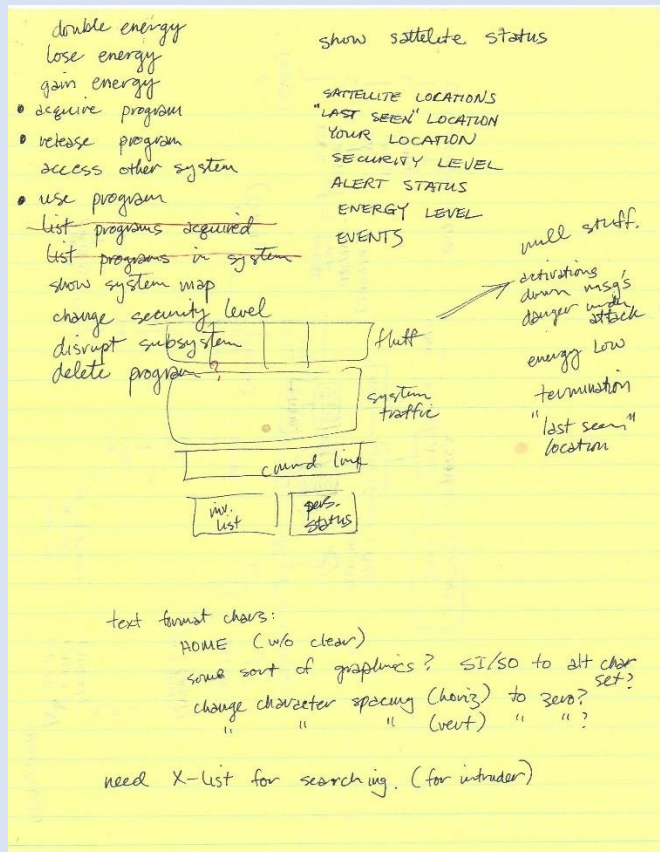 double energy
lose energy
gain energy
• acquire program
• release program
access other system
• use program
list programs acquired
list programs in system
show system map
change security level
disrupt subsystem
delete program ?
show sattelite status
SATELLITE LOCATIONS
"LAST SEEN" LOCATION
YOUR LOCATION
SECURITY LEVEL
ALERT STATUS
ENERGY LEVEL
EVENTS
null stuff.
activations
down msg's
danger under
attack
energy low
termination
"last seen"
location
fluff
system
traffic
line
inv.
list
pers.
status
text format chars:
HOME (w/o clear)
some sort of graphics? SI/SO to alt char
set?
change character spacing (horiz) to zero?
" " " (vert) " " ?
need X-list for searching. (for intruder)